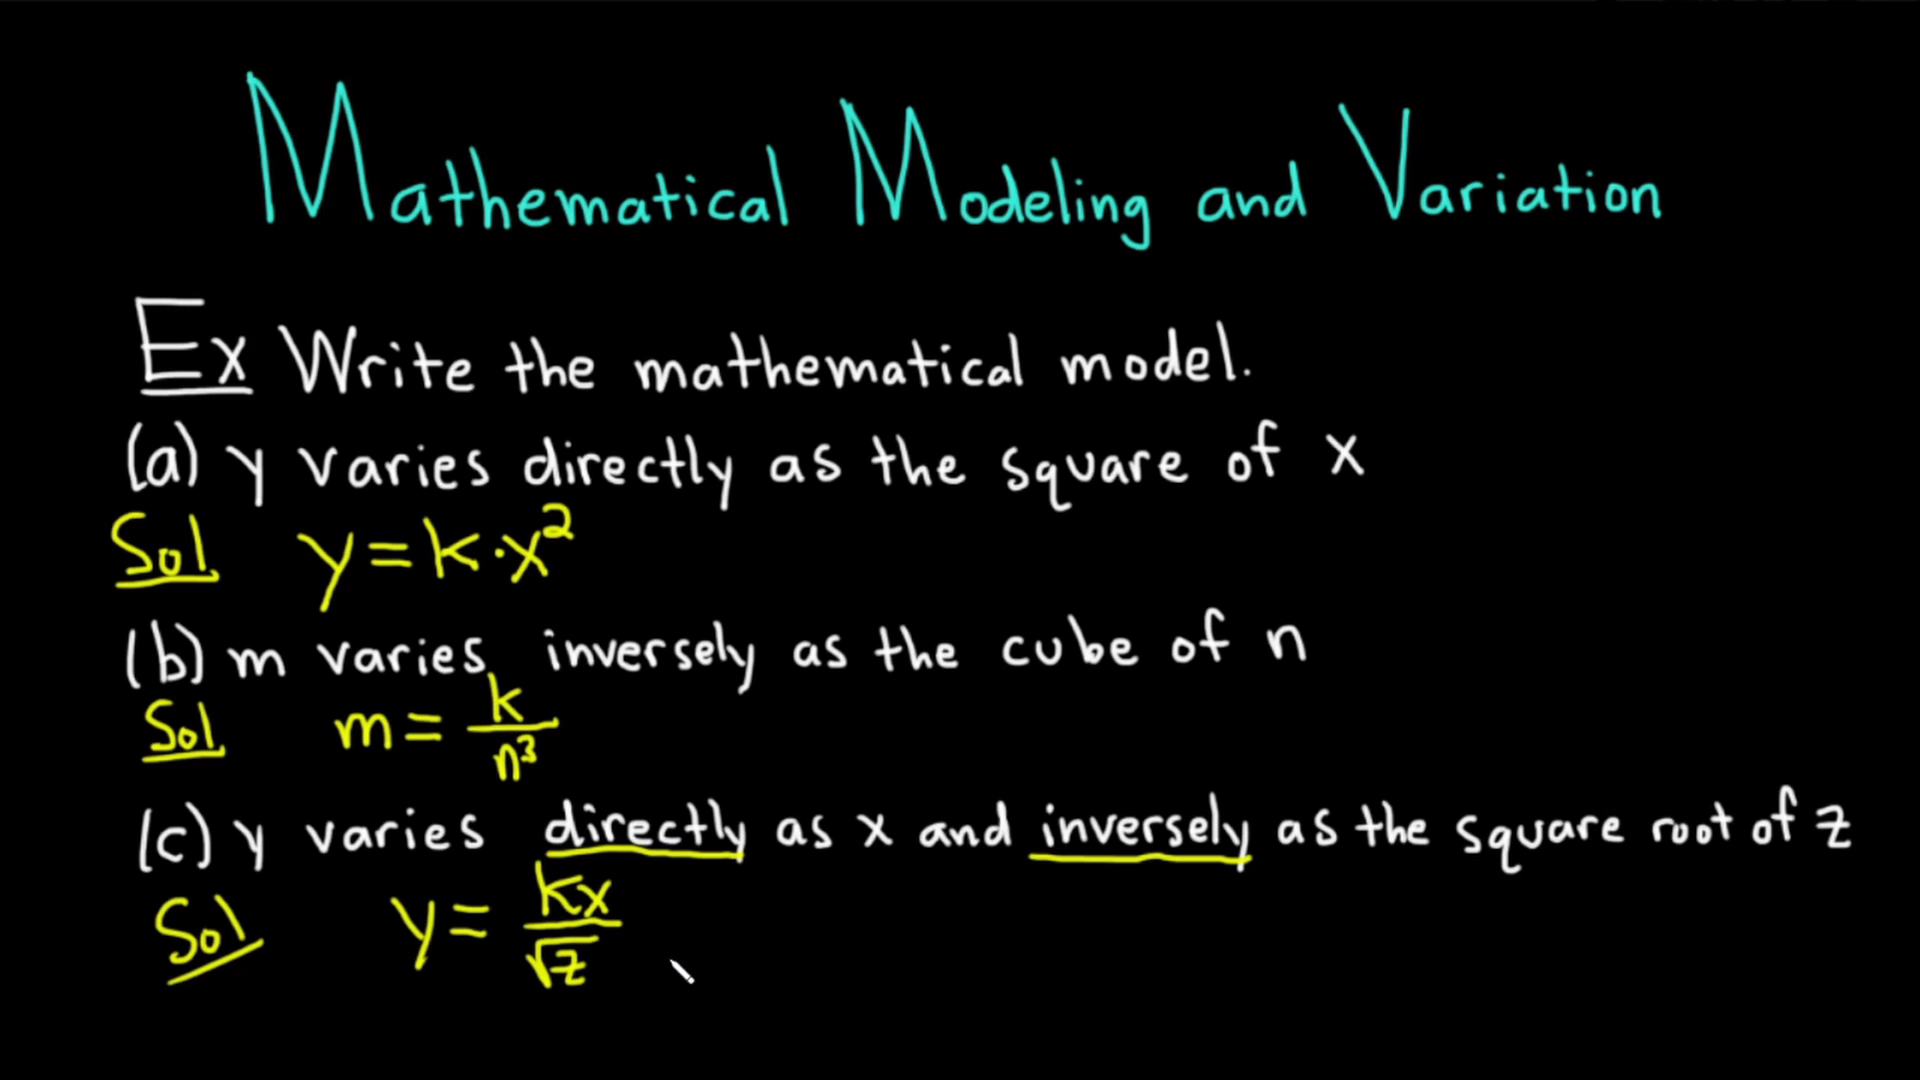 Mathematical Modeling and Variation
Ex Write the mathematical model.
(a) y varies directly as the square of x
Sol y = k·x²
(b) m varies inversely as the cube of n
Sol m = k/n³
(c) y varies directly as x and inversely as the square root of z
Sol y = kx/√z